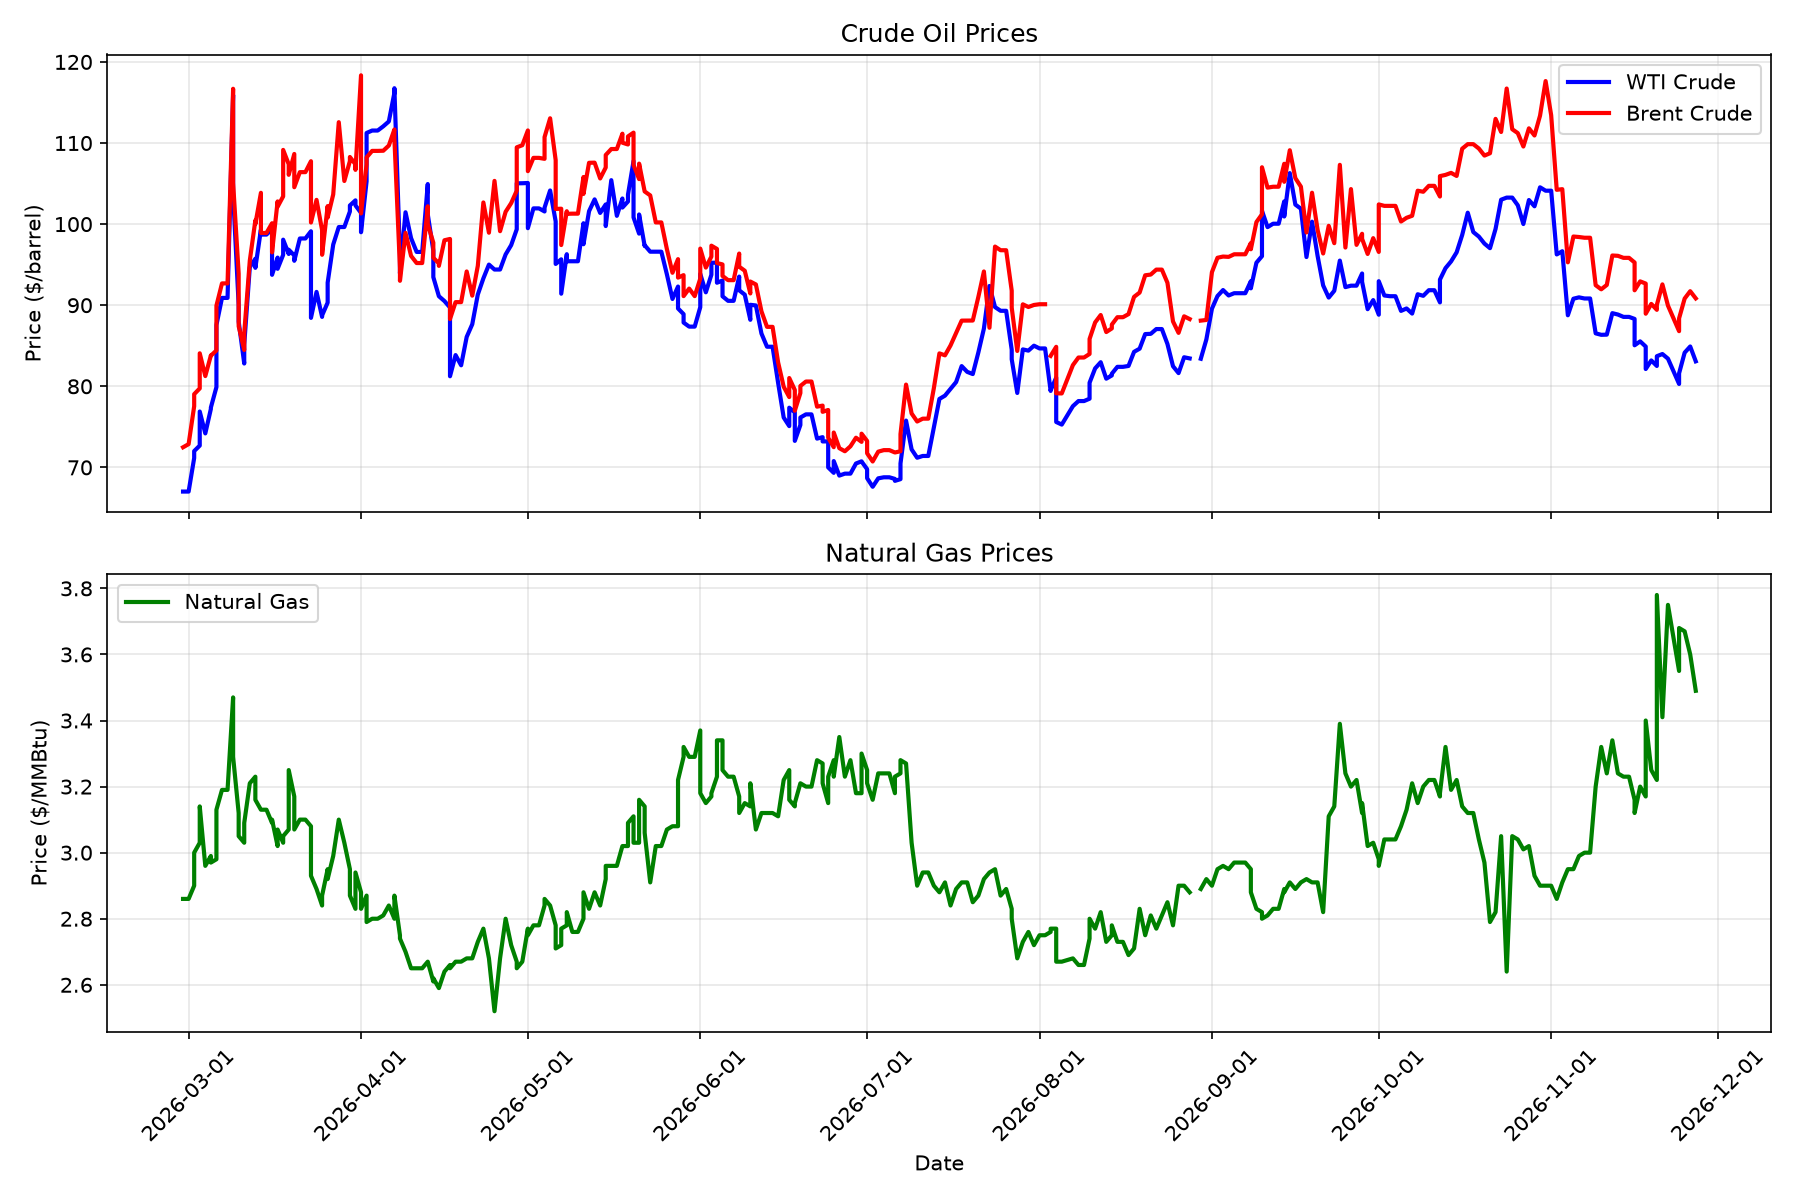 Crude Oil Prices
Price ($/barrel)
120
110
100
90
80
70
WTI Crude
Brent Crude
Natural Gas Prices
Price ($/MMBtu)
3.8
3.6
3.4
3.2
3.0
2.8
2.6
Natural Gas
2026-03-01
2026-04-01
2026-05-01
2026-06-01
2026-07-01
2026-08-01
2026-09-01
2026-10-01
2026-11-01
2026-12-01
Date